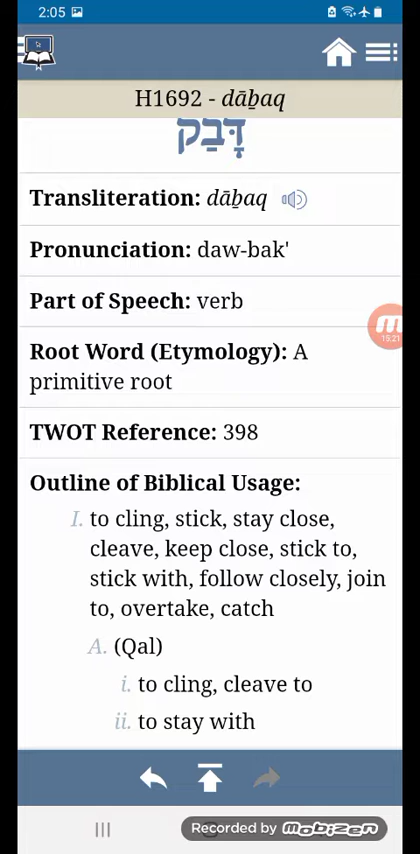 2:05
H1692 - dāḇaq
דָּבַק
Transliteration: dāḇaq
Pronunciation: daw-bak'
Part of Speech: verb
15:21
Root Word (Etymology): A
primitive root
TWOT Reference: 398
Outline of Biblical Usage:
I. to cling, stick, stay close,
cleave, keep close, stick to,
stick with, follow closely, join
to, overtake, catch
A. (Qal)
i. to cling, cleave to
ii. to stay with
Recorded by mobizen